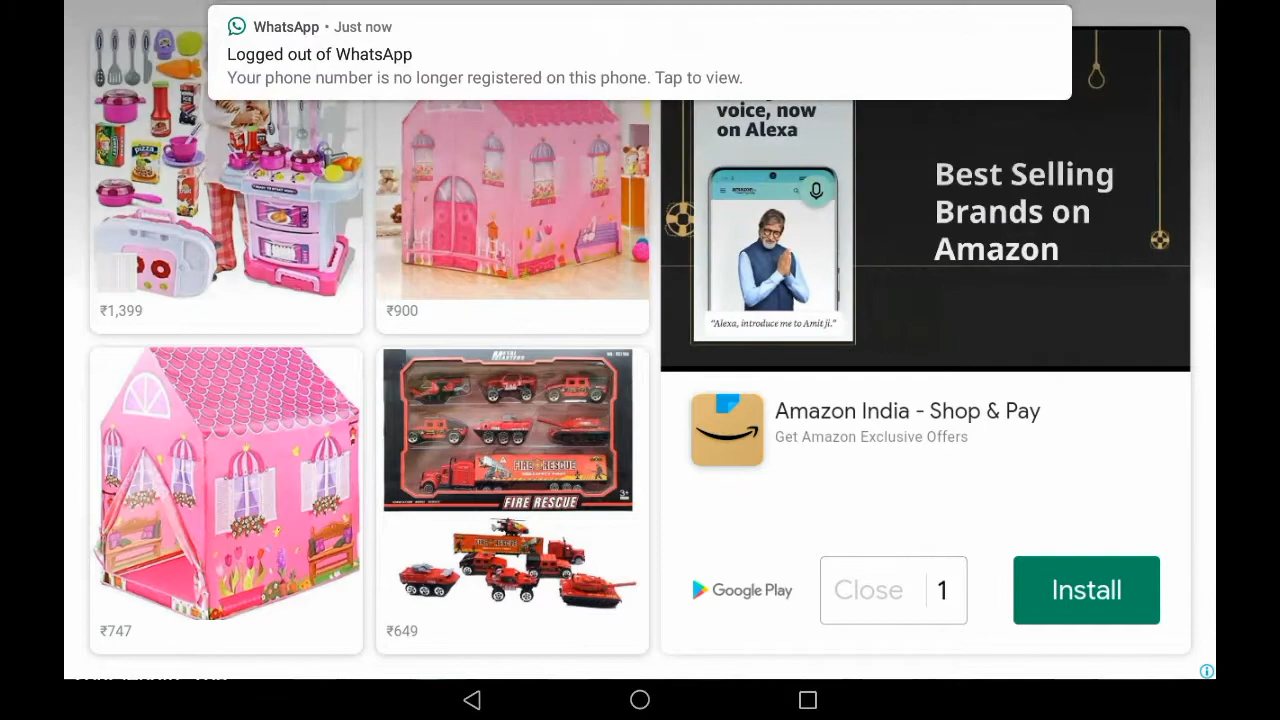 WhatsApp • Just now
Logged out of WhatsApp
Your phone number is no longer registered on this phone. Tap to view.
voice, now
on Alexa
Best Selling
Brands on
Amazon
"Alexa, introduce me to Amit ji."
₹1,399
₹900
FIRE RESCUE
FIRE RESCUE
₹747
₹649
Amazon India - Shop & Pay
Get Amazon Exclusive Offers
Google Play
Close
1
Install